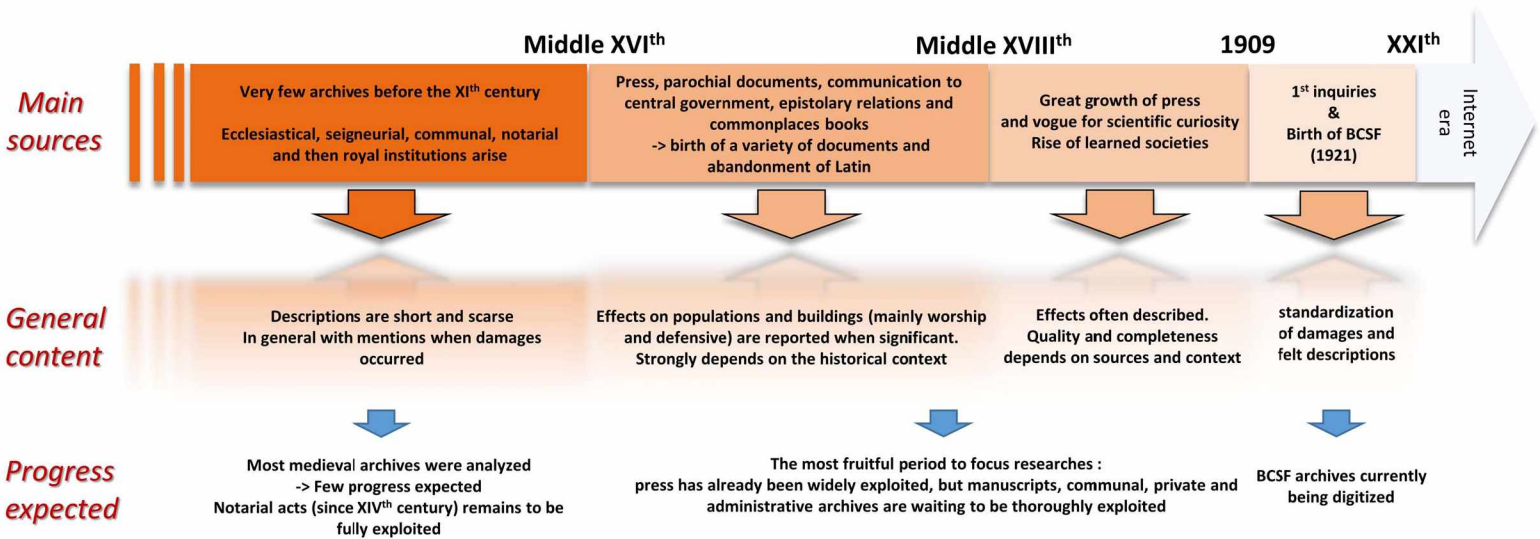 Middle XVIth
Middle XVIIIth
1909
XXIth
Main
sources
Very few archives before the XIth century
Ecclesiastical, seigneurial, communal, notarial
and then royal institutions arise
Press, parochial documents, communication to
central government, epistolary relations and
commonplaces books
-> birth of a variety of documents and
abandonment of Latin
Great growth of press
and vogue for scientific curiosity
Rise of learned societies
1st inquiries
&
Birth of BCSF
(1921)
Internet
era
General
content
Descriptions are short and scarse
In general with mentions when damages
occurred
Effects on populations and buildings (mainly worship
and defensive) are reported when significant.
Strongly depends on the historical context
Effects often described.
Quality and completeness
depends on sources and context
standardization
of damages and
felt descriptions
Progress
expected
Most medieval archives were analyzed
-> Few progress expected
Notarial acts (since XIVth century) remains to be
fully exploited
The most fruitful period to focus researches :
press has already been widely exploited, but manuscripts, communal, private and
administrative archives are waiting to be thoroughly exploited
BCSF archives currently
being digitized